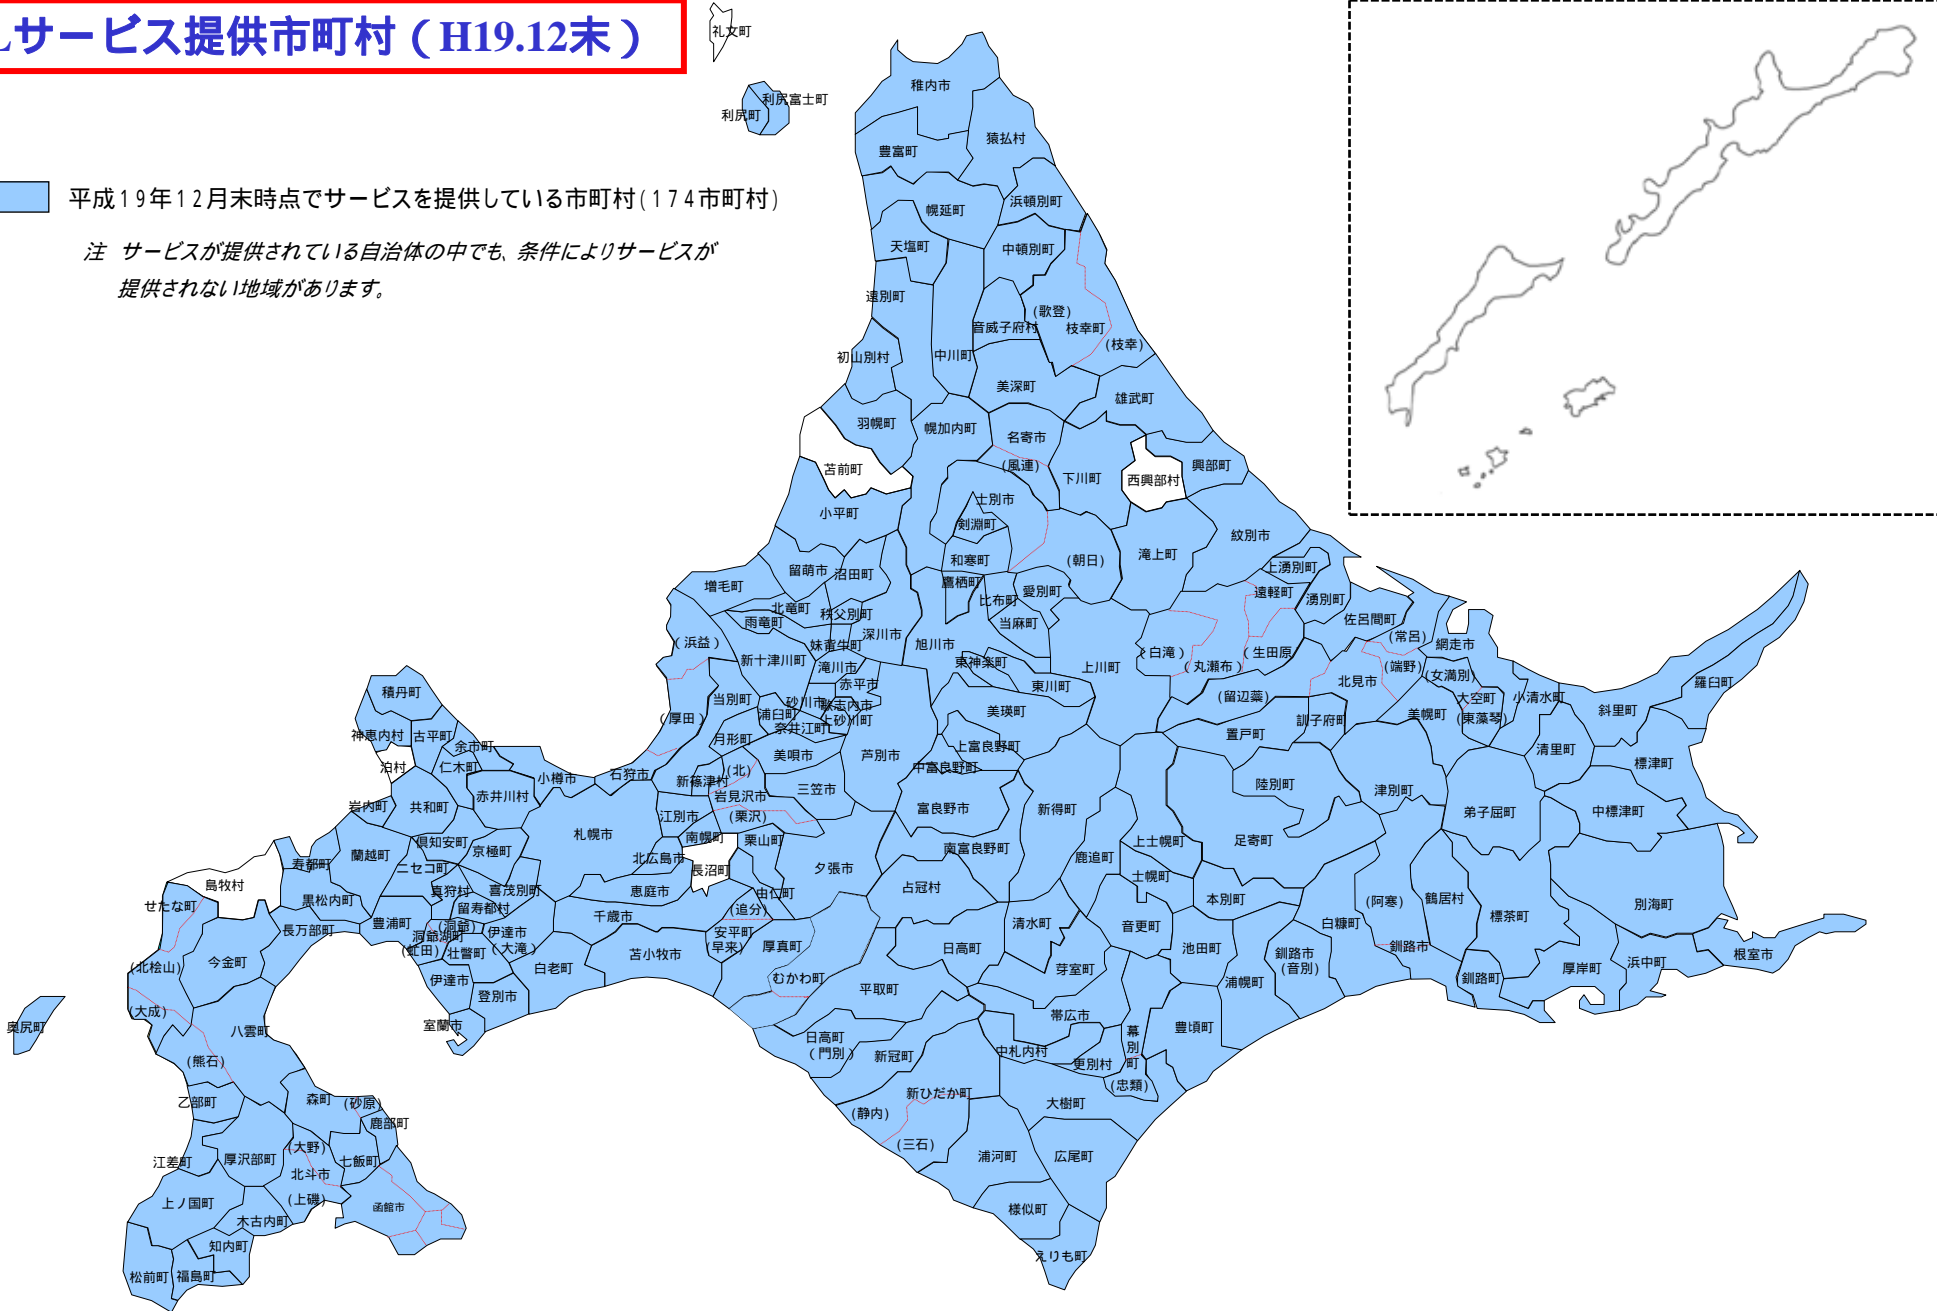 Lサービス提供市町村（H19.12末）
平成19年12月末時点でサービスを提供している市町村(174市町村)
注 サービスが提供されている自治体の中でも、条件によりサービスが
提供されない地域があります。
礼文町
利尻富士町
利尻町
稚内市
猿払村
豊富町
浜頓別町
幌延町
天塩町
中頓別町
遠別町
(歌登)
音威子府村
枝幸町
(枝幸)
初山別村
中川町
美深町
雄武町
羽幌町
幌加内町
名寄市
(風連)
苫前町
下川町
西興部村
興部町
士別市
小平町
剣淵町
紋別市
和寒町
(朝日)
滝上町
留萌市
沼田町
上湧別町
増毛町
鷹栖町
比布町
愛別町
遠軽町
湧別町
北竜町
秩父別町
佐呂間町
雨竜町
当麻町
(常呂)
(浜益)
妹背牛町
深川市
旭川市
網走市
新十津川町
滝川市
東神楽町
上川町
(白滝)
(丸瀬布)
(生田原
(端野)
(女満別)
赤平市
東川町
北見市
羅臼町
積丹町
当別町
砂川市
歌志内市
(留辺蘂)
大空町
小清水町
(厚田)
浦臼町
上砂川町
美瑛町
訓子府町
美幌町
(東藻琴)
斜里町
神恵内村
古平町
奈井江町
置戸町
余市町
月形町
上富良野町
清里町
泊村
仁木町
美唄市
芦別市
標津町
小樽市
石狩市
新篠津村
(北)
中富良野町
陸別町
赤井川村
岩見沢市
三笠市
津別町
岩内町
共和町
江別市
(栗沢)
富良野市
新得町
弟子屈町
中標津町
札幌市
南幌町
栗山町
倶知安町
京極町
上士幌町
足寄町
蘭越町
南富良野町
寿都町
ニセコ町
北広島市
長沼町
夕張市
鹿追町
士幌町
島牧村
真狩村
喜茂別町
恵庭市
由仁町
占冠村
せたな町
黒松内町
留寿都村
(追分)
本別町
(阿寒)
鶴居村
別海町
長万部町
豊浦町
(洞爺)
洞爺湖町
伊達市
千歳市
安平町
清水町
音更町
白糠町
標茶町
(虹田)
壮瞥町
(大滝)
(早来)
厚真町
日高町
池田町
釧路市
釧路市
(音別)
根室市
(北桧山)
今金町
白老町
苫小牧市
芽室町
釧路町
厚岸町
浜中町
伊達市
むかわ町
平取町
浦幌町
(大成)
登別市
帯広市
奥尻町
八雲町
室蘭市
日高町
(門別)
幕別町
豊頃町
(熊石)
新冠町
中札内村
更別村
(忠類)
乙部町
森町
(砂原)
新ひだか町
大樹町
鹿部町
(静内)
(大野)
(三石)
江差町
厚沢部町
七飯町
浦河町
広尾町
北斗市
上ノ国町
(上磯)
函館市
様似町
木古内町
知内町
えりも町
松前町
福島町